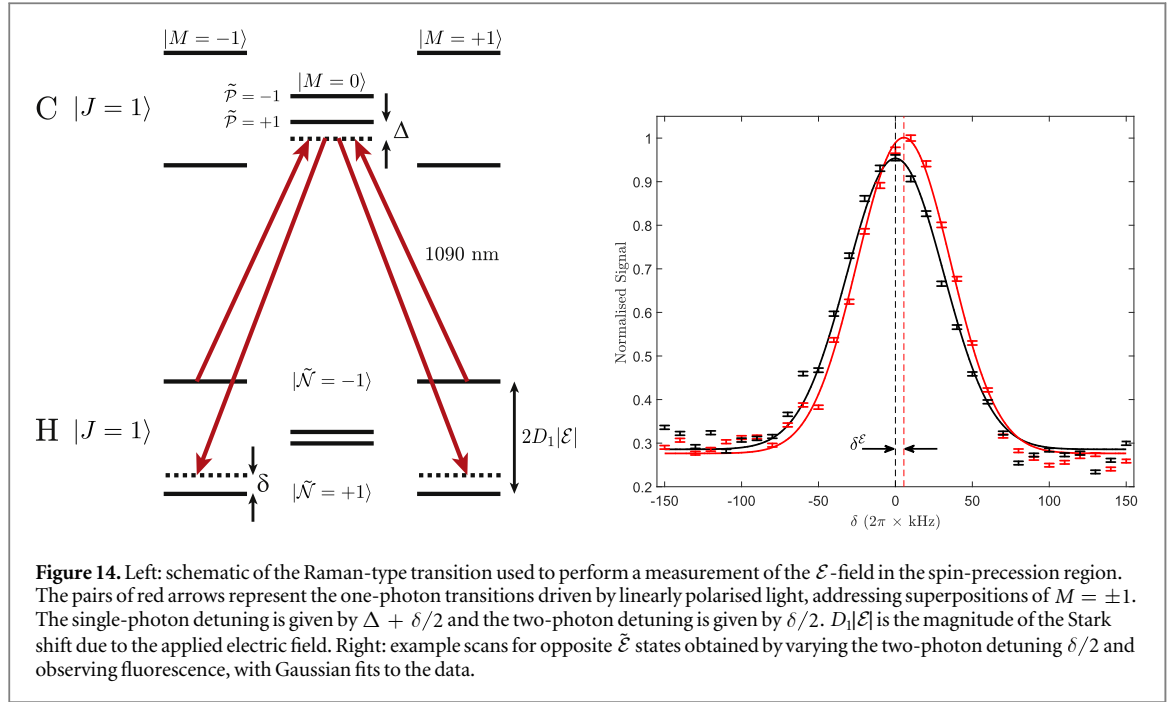 |M = −1⟩
|M = +1⟩
|M = 0⟩
P̃ = −1
C |J = 1⟩
P̃ = +1
Δ
1090 nm
|Ñ = −1⟩
H |J = 1⟩
2D₁|ℰ|
δ
|Ñ = +1⟩
Normalised Signal
1
0.9
0.8
0.7
0.6
0.5
0.4
0.3
0.2
δ^ℰ
-150 -100 -50 0 50 100 150
δ (2π × kHz)
Figure 14. Left: schematic of the Raman-type transition used to perform a measurement of the ℰ-field in the spin-precession region.
The pairs of red arrows represent the one-photon transitions driven by linearly polarised light, addressing superpositions of M = ±1.
The single-photon detuning is given by Δ + δ/2 and the two-photon detuning is given by δ/2. D₁|ℰ| is the magnitude of the Stark
shift due to the applied electric field. Right: example scans for opposite ℰ̃ states obtained by varying the two-photon detuning δ/2 and
observing fluorescence, with Gaussian fits to the data.